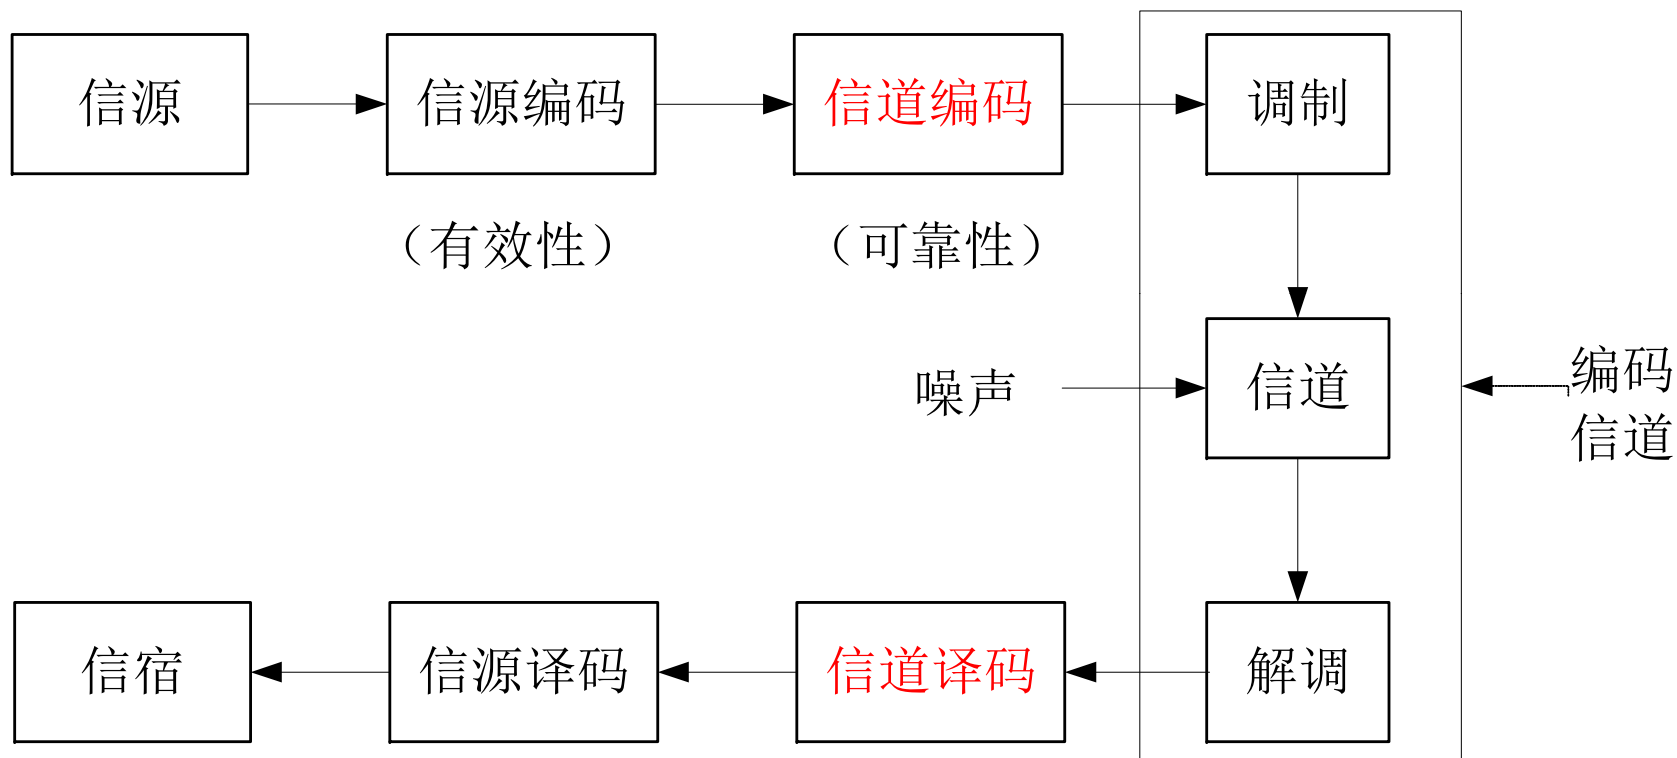 信源
信源编码
信道编码
调制
（有效性）
（可靠性）
噪声
信道
编码
信道
信宿
信源译码
信道译码
解调